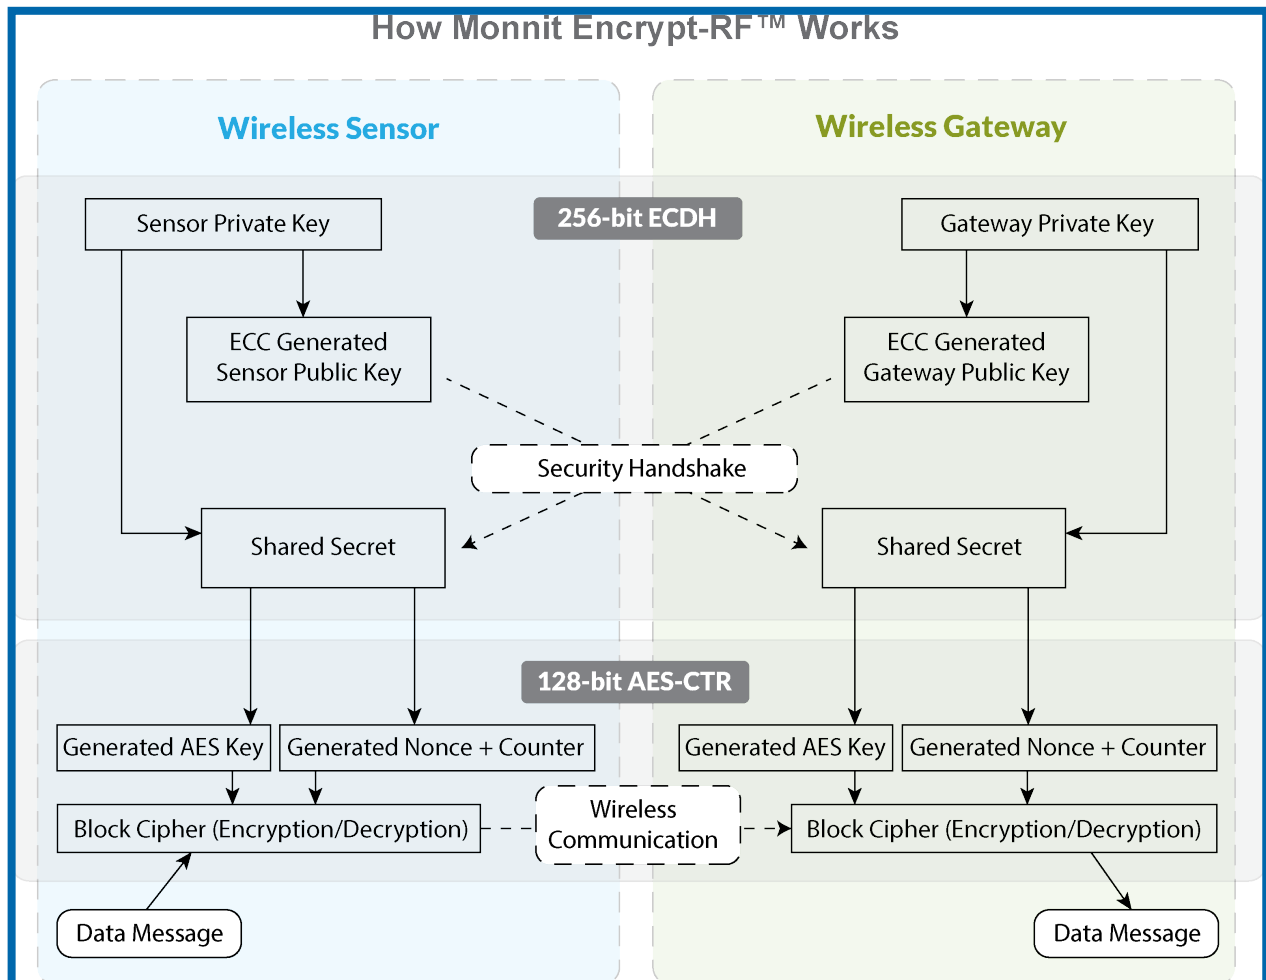 How Monnit Encrypt-RF™ Works
Wireless Sensor
Wireless Gateway
256-bit ECDH
Sensor Private Key
Gateway Private Key
ECC Generated
Sensor Public Key
ECC Generated
Gateway Public Key
Security Handshake
Shared Secret
Shared Secret
128-bit AES-CTR
Generated AES Key
Generated Nonce + Counter
Generated AES Key
Generated Nonce + Counter
Block Cipher (Encryption/Decryption)
Wireless
Communication
Block Cipher (Encryption/Decryption)
Data Message
Data Message